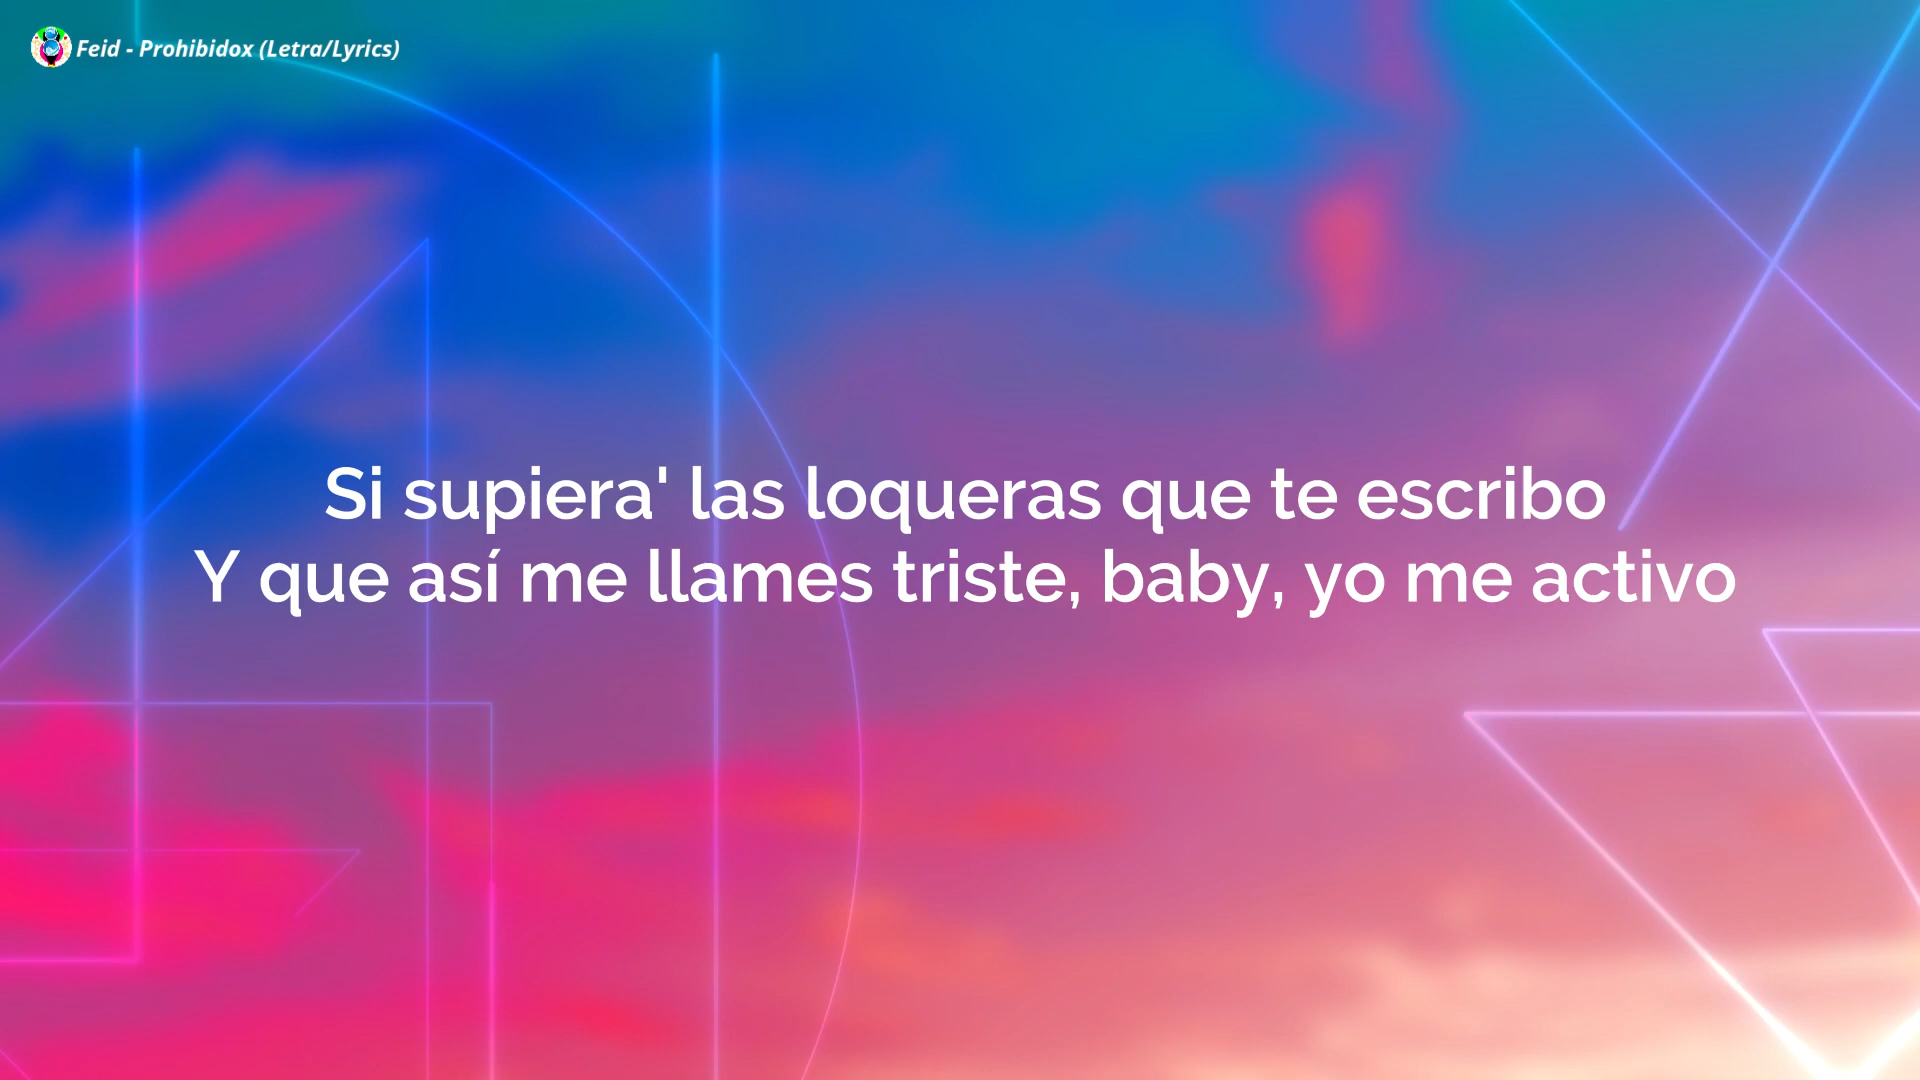 Feid - Prohibidox (Letra/Lyrics)
Si supiera' las loqueras que te escribo
Y que así me llames triste, baby, yo me activo